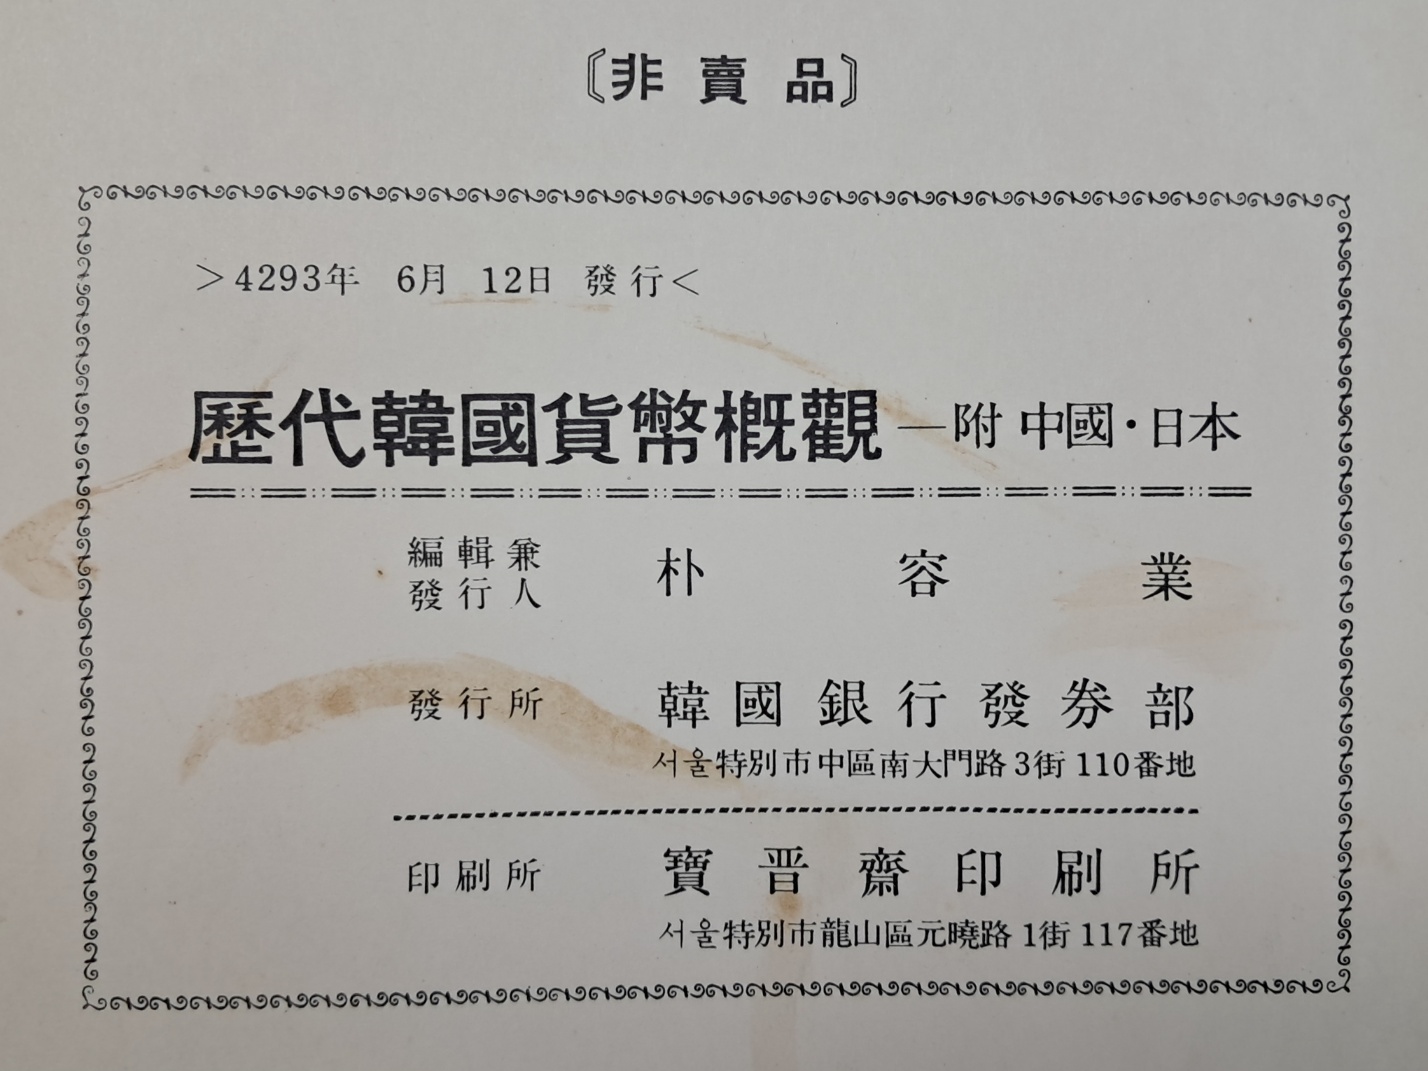 〔非賣品〕
>4293年 6月 12日 發行<
歷代韓國貨幣槪觀—附 中國·日本
編輯兼
發行人
朴容業
發行所 韓國銀行發券部
서울特別市中區南大門路 3街 110番地
印刷所 寶晋齋印刷所
서울特別市龍山區元曉路 1街 117番地